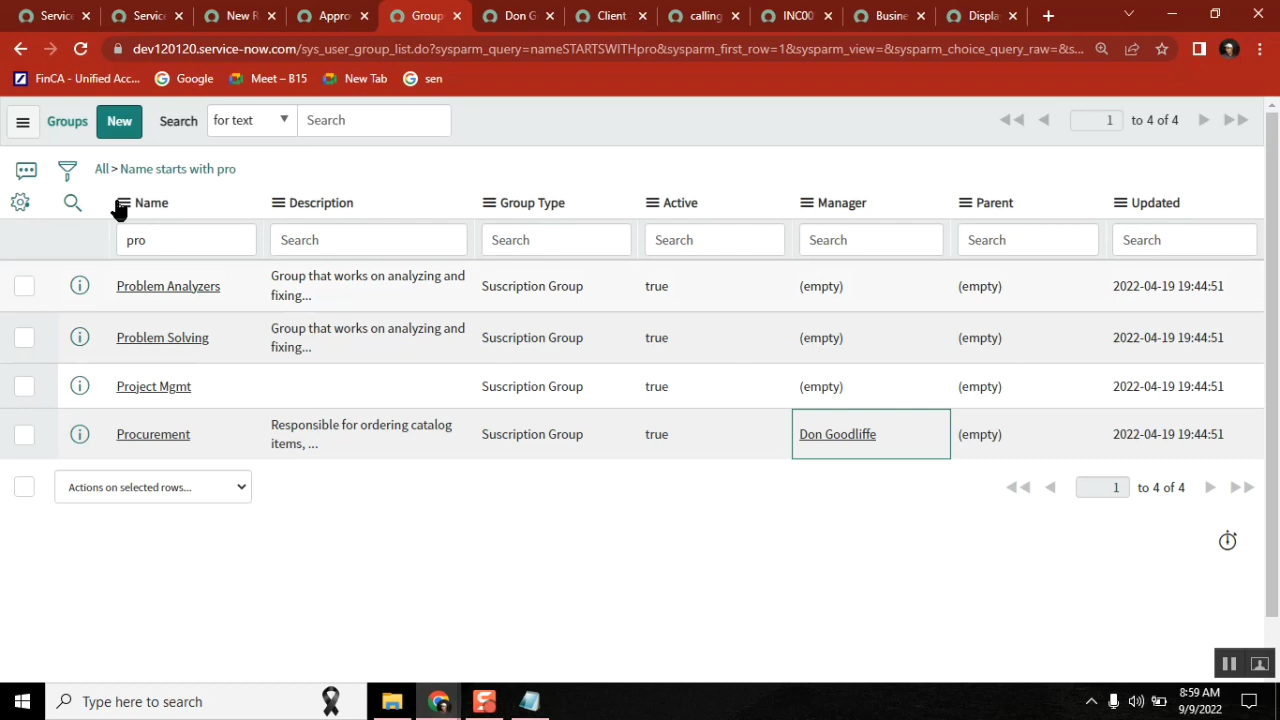 Service
Service
New R
Appro
Group
Don G
Client
calling
INC00
Busine
Displa
dev120120.service-now.com/sys_user_group_list.do?sysparm_query=nameSTARTSWITHpro&sysparm_first_row=1&sysparm_view=&sysparm_choice_query_raw=&s...
FinCA - Unified Acc...
Google
Meet – B15
New Tab
sen
Groups New Search for text Search 1 to 4 of 4
All > Name starts with pro
Name Description Group Type Active Manager Parent Updated
pro Search Search Search Search Search Search
Problem Analyzers Group that works on analyzing and fixing... Suscription Group true (empty) (empty) 2022-04-19 19:44:51
Problem Solving Group that works on analyzing and fixing... Suscription Group true (empty) (empty) 2022-04-19 19:44:51
Project Mgmt Suscription Group true (empty) (empty) 2022-04-19 19:44:51
Procurement Responsible for ordering catalog items, ... Suscription Group true Don Goodliffe (empty) 2022-04-19 19:44:51
Actions on selected rows... 1 to 4 of 4
Type here to search
8:59 AM
9/9/2022